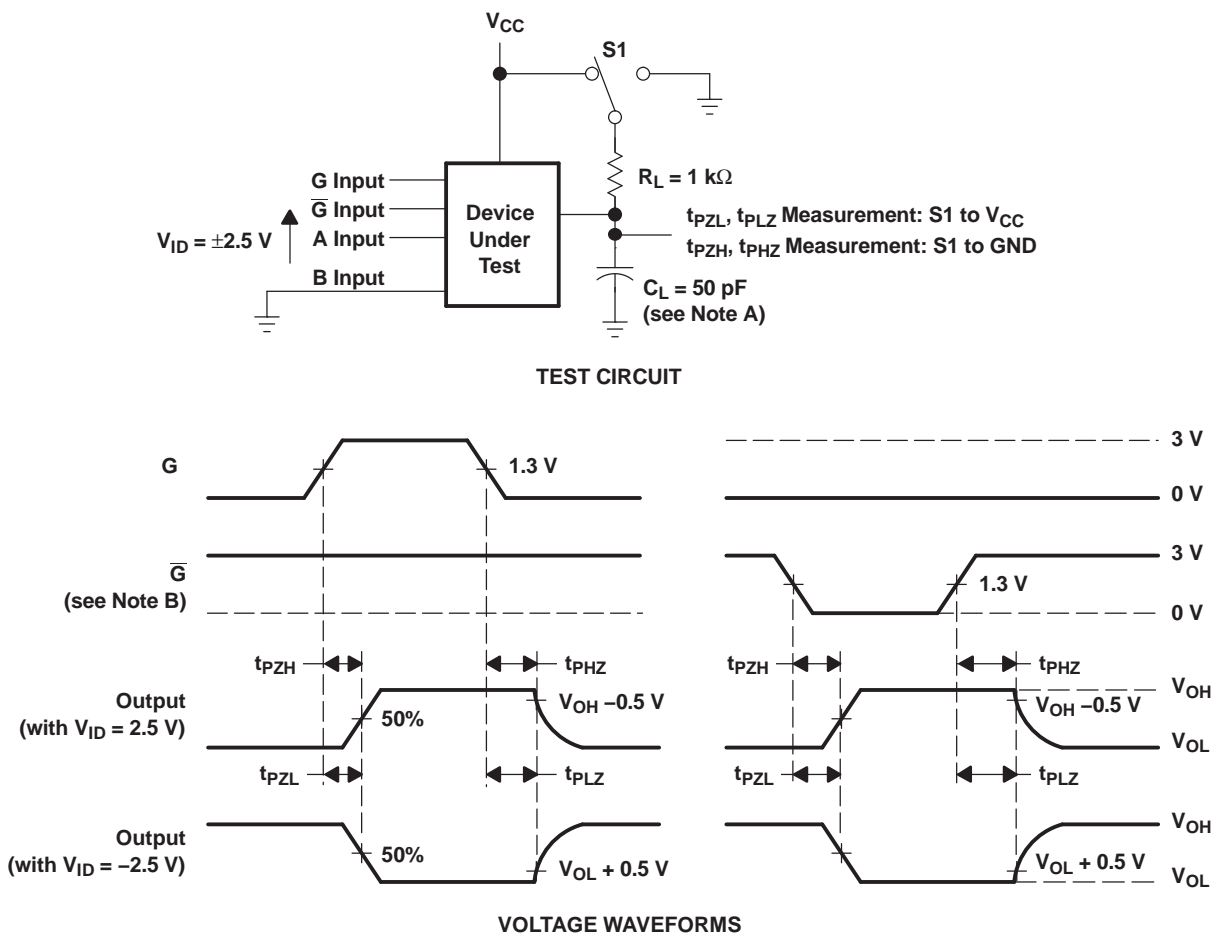 VCC
S1
RL = 1 kΩ
G Input
G̅ Input
A Input
B Input
VID = ±2.5 V
Device
Under
Test
tPZL, tPLZ Measurement: S1 to VCC
tPZH, tPHZ Measurement: S1 to GND
CL = 50 pF
(see Note A)
TEST CIRCUIT
G
1.3 V
3 V
0 V
G̅
(see Note B)
1.3 V
3 V
0 V
tPZH
tPHZ
tPZH
tPHZ
Output
(with VID = 2.5 V)
50%
VOH –0.5 V
VOH –0.5 V
VOH
VOL
tPZL
tPLZ
tPZL
tPLZ
Output
(with VID = –2.5 V)
50%
VOL + 0.5 V
VOL + 0.5 V
VOH
VOL
VOLTAGE WAVEFORMS